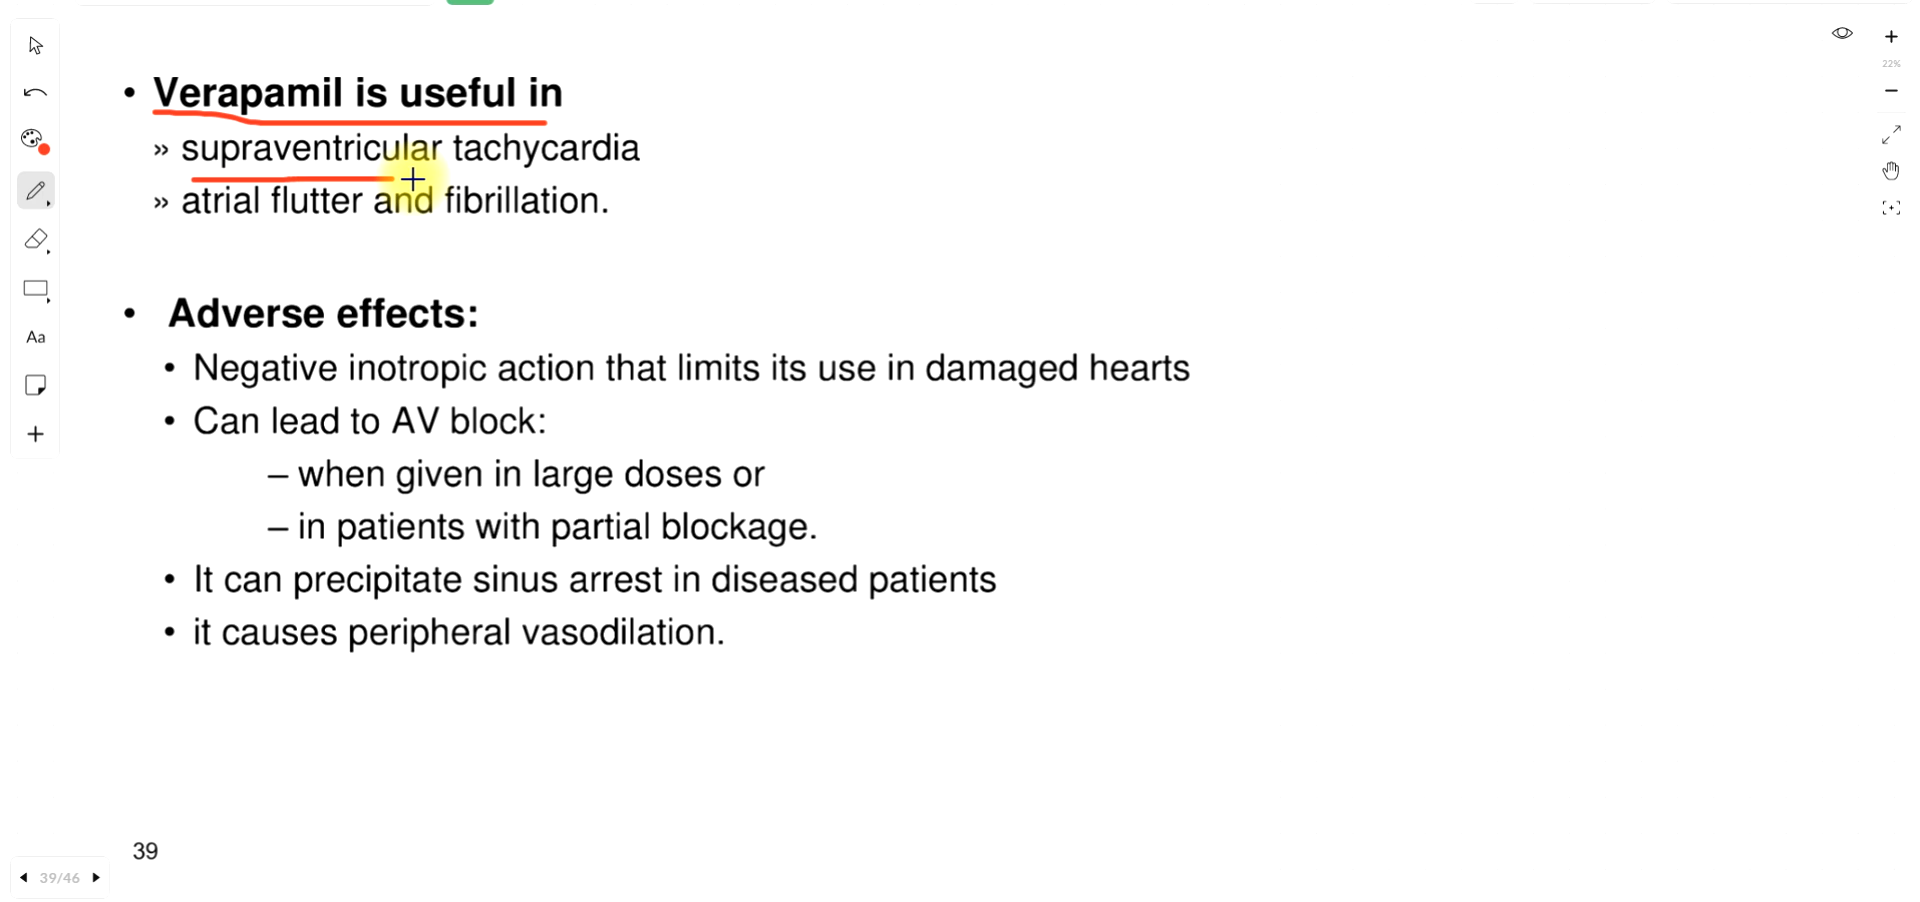 • Verapamil is useful in
» supraventricular tachycardia
» atrial flutter and fibrillation.
• Adverse effects:
• Negative inotropic action that limits its use in damaged hearts
• Can lead to AV block:
– when given in large doses or
– in patients with partial blockage.
• It can precipitate sinus arrest in diseased patients
• it causes peripheral vasodilation.
39
39/46
Aa
22%